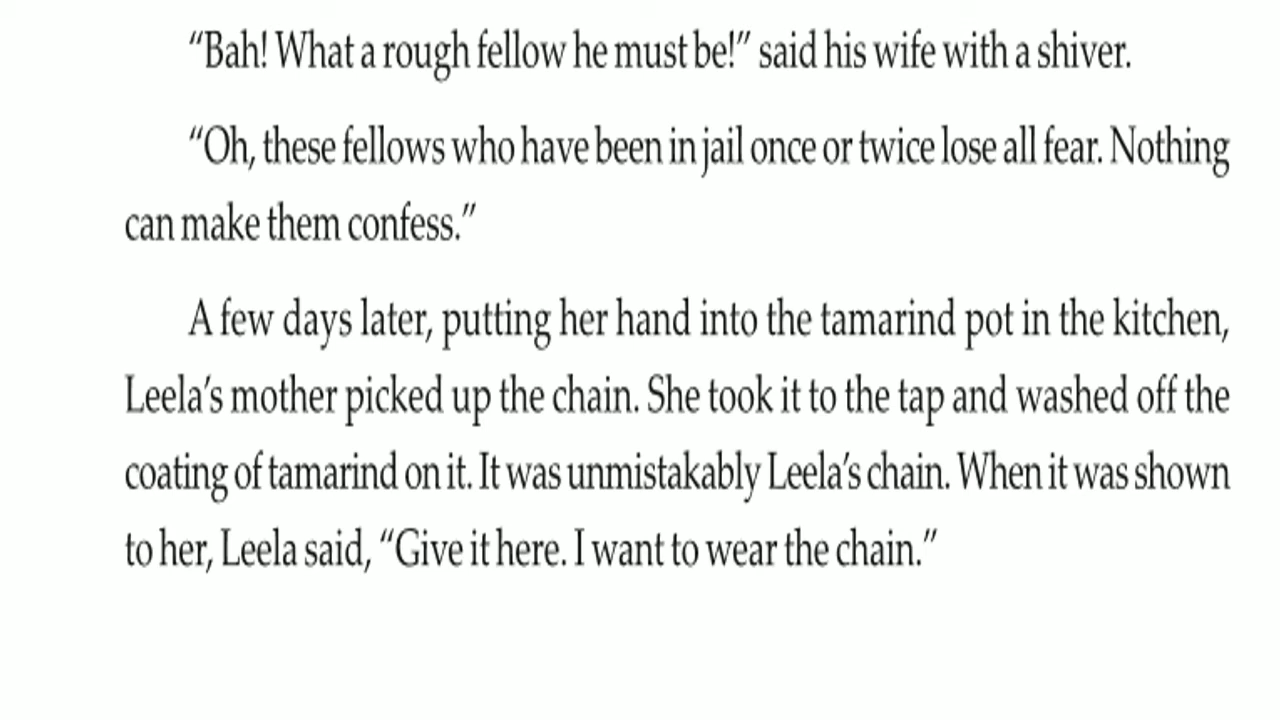 “Bah! What a rough fellow he must be!” said his wife with a shiver.
“Oh, these fellows who have been in jail once or twice lose all fear. Nothing
can make them confess.”
A few days later, putting her hand into the tamarind pot in the kitchen,
Leela’s mother picked up the chain. She took it to the tap and washed off the
coating of tamarind on it. It was unmistakably Leela’s chain. When it was shown
to her, Leela said, “Give it here. I want to wear the chain.”